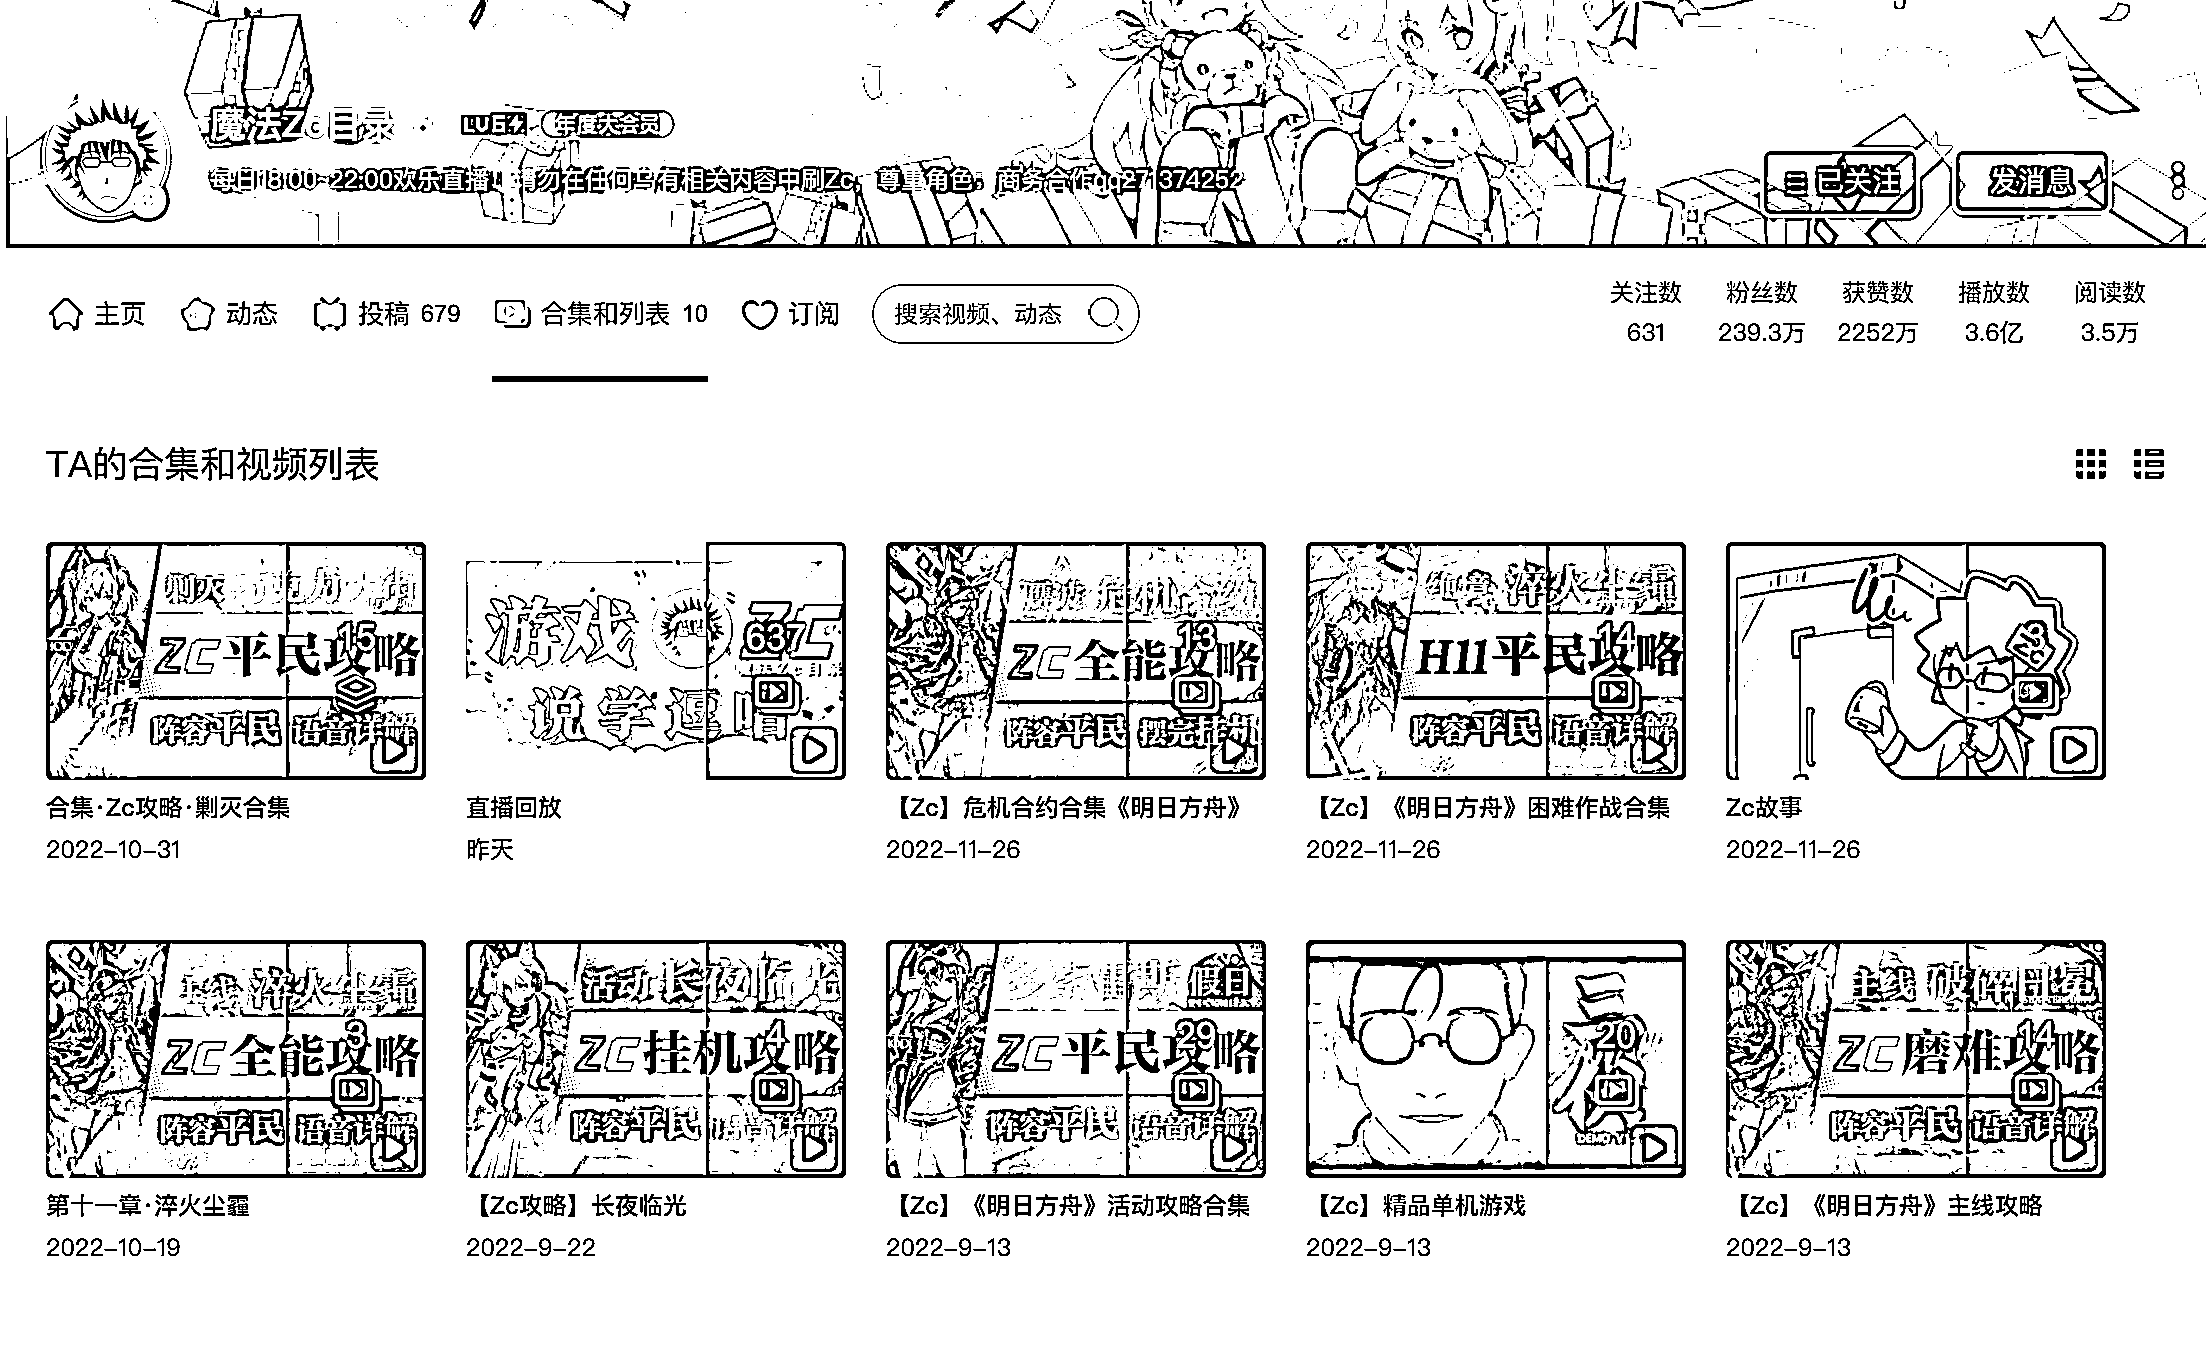 魔法Zc目录 LV6 年度大会员
每日18:00~22:00欢乐直播 请勿在任何与有相关内容中刷Zc，尊重角色；商务合作qq
已关注 发消息
主页 动态 投稿 679 合集和列表 10 订阅 搜索视频、动态
关注数 粉丝数 获赞数 播放数 阅读数
631 239.3万 2252万 3.6亿 3.5万
TA的合集和视频列表
剿灭
ZC平民攻略
15
阵容平民 语音详解
游戏 ZC
637
说学逗唱
危机合约
ZC全能攻略
13
阵容平民 摆完挂机
绝境 淬火尘霾
H11平民攻略
14
阵容平民 语音详解
23
合集·Zc攻略·剿灭合集
2022-10-31
直播回放
昨天
【Zc】危机合约合集《明日方舟》
2022-11-26
【Zc】《明日方舟》困难作战合集
2022-11-26
Zc故事
2022-11-26
主线 淬火尘霾
ZC全能攻略
3
阵容平民 语音详解
活动 长夜临光
ZC挂机攻略
4
阵容平民 语音详解
多索雷斯假日
ZC平民攻略
29
阵容平民 语音详解
20
主线 破碎日冕
ZC磨难攻略
14
阵容平民 语音详解
第十一章·淬火尘霾
2022-10-19
【Zc攻略】长夜临光
2022-9-22
【Zc】《明日方舟》活动攻略合集
2022-9-13
【Zc】精品单机游戏
2022-9-13
【Zc】《明日方舟》主线攻略
2022-9-13